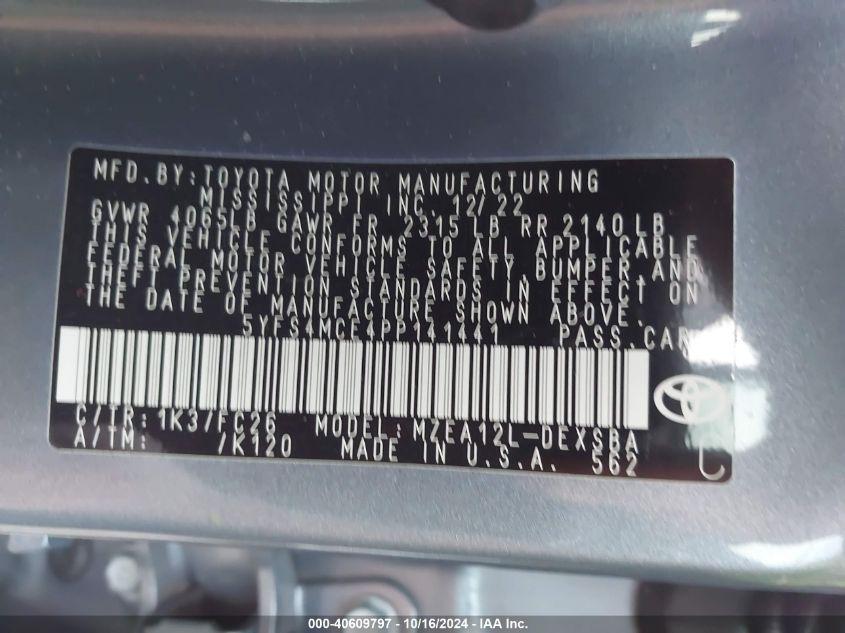 MFD.BY:TOYOTA MOTOR MANUFACTURING
MISSISSIPPI INC. 12/22
GVWR 4065LB GAWR FR 2315 LB RR 2140LB
THIS VEHICLE CONFORMS TO ALL APPLICABLE
FEDERAL MOTOR VEHICLE SAFETY, BUMPER, AND
THEFT PREVENTION STANDARDS IN EFFECT ON
THE DATE OF MANUFACTURE SHOWN ABOVE.
5YFS4MCE4PP141441 PASS.CAR
C/TR: 1K3/FC26 MODEL: MZEA12L-DEXSBA
A/TM: /K120 MADE IN U.S.A. 562
000-40609797 - 10/16/2024 - IAA Inc.